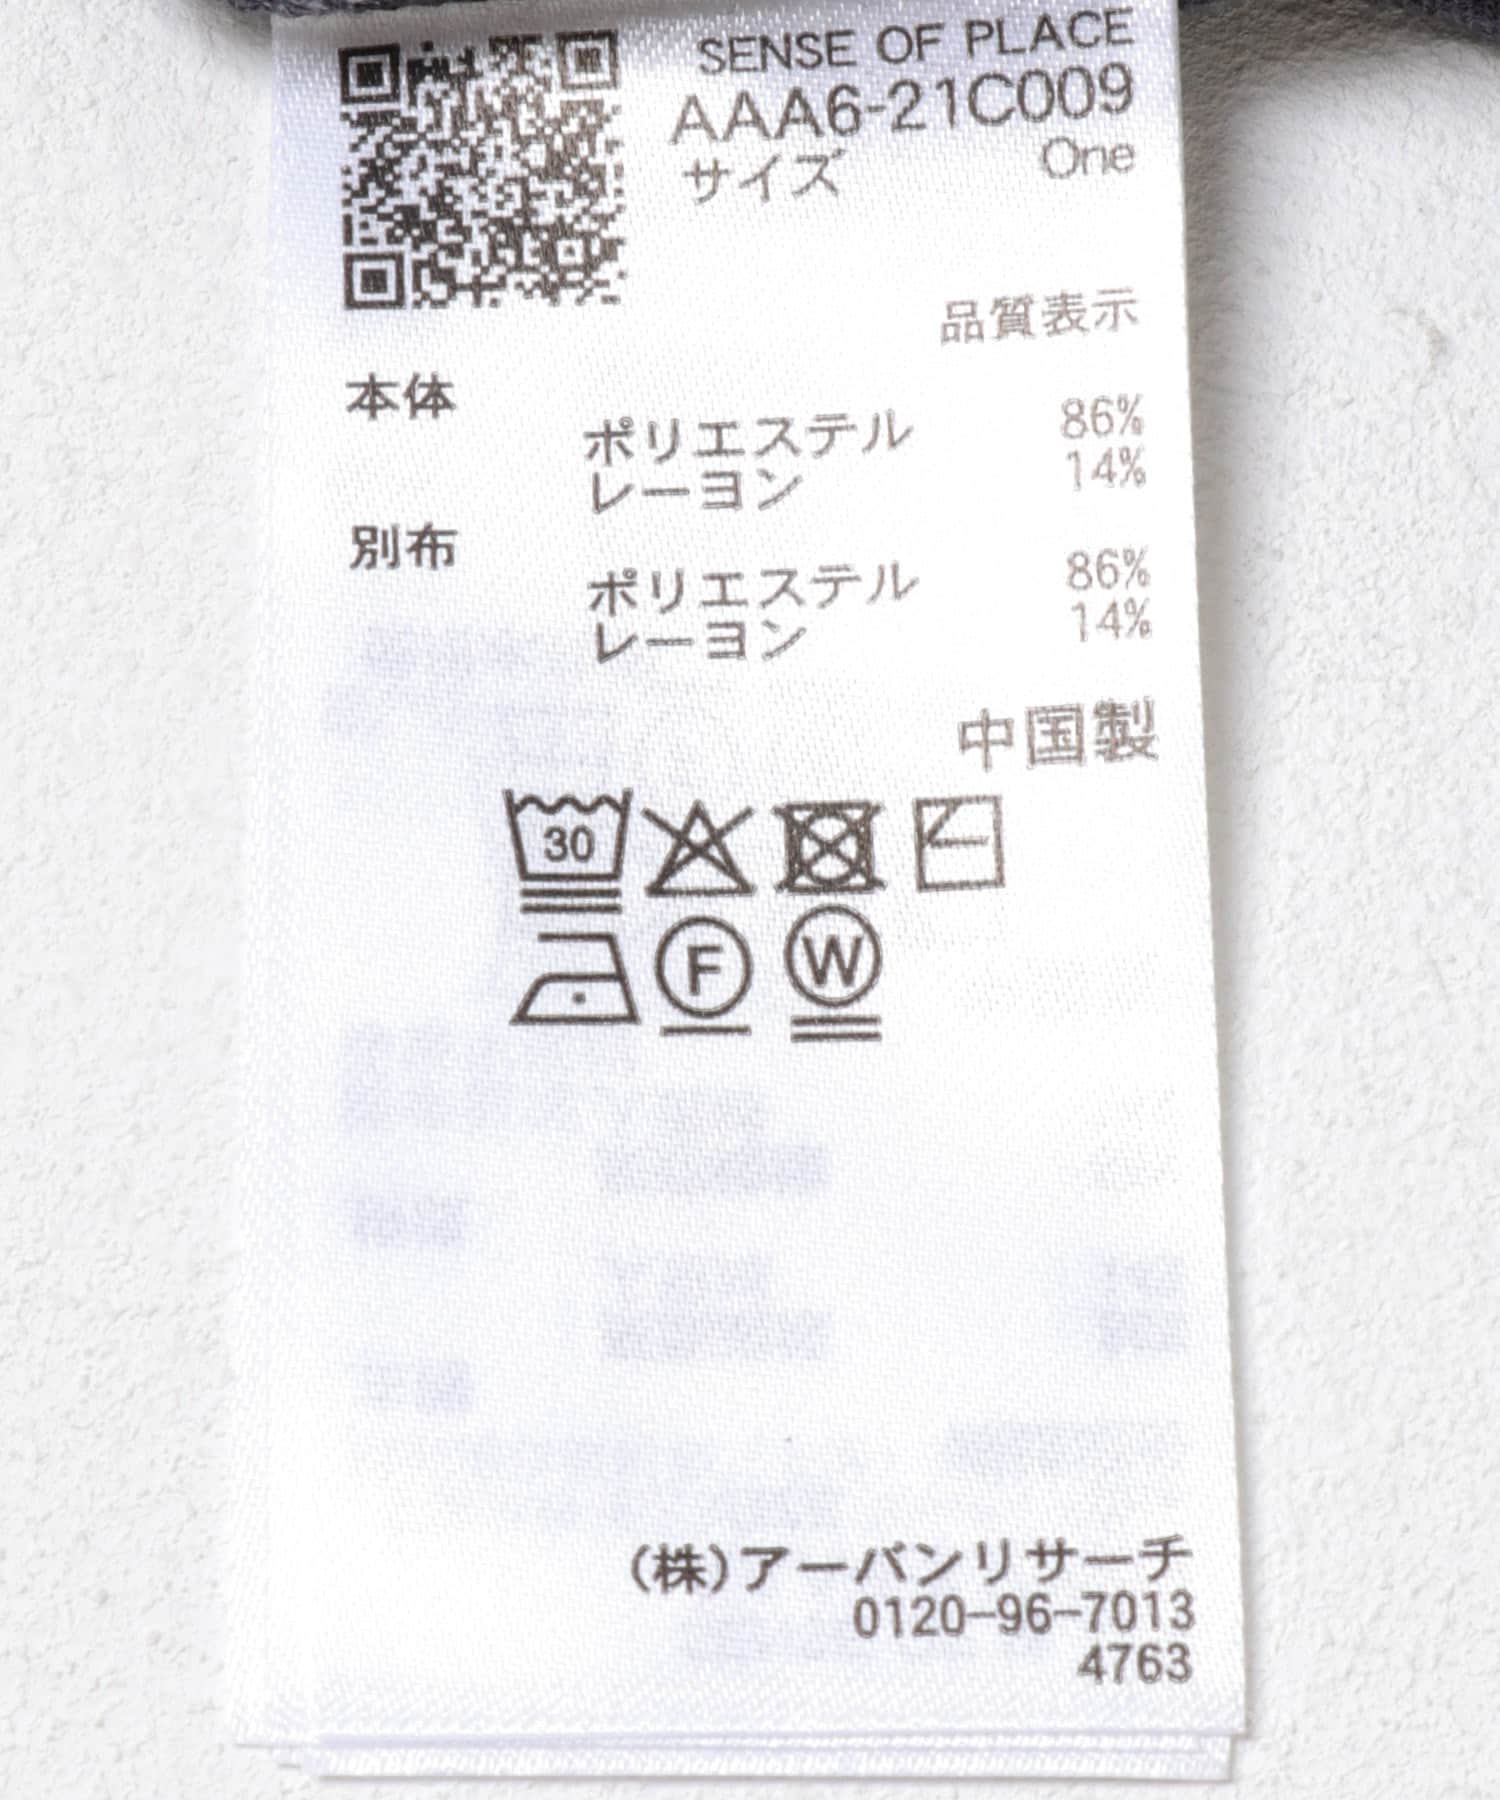 SENSE OF PLACE
AAA6-21C009
サイズ One
品質表示
本体
ポリエステル 86%
レーヨン 14%
別布
ポリエステル 86%
レーヨン 14%
中国製
30
F W
(株)アーバンリサーチ
0120-96-7013
4763